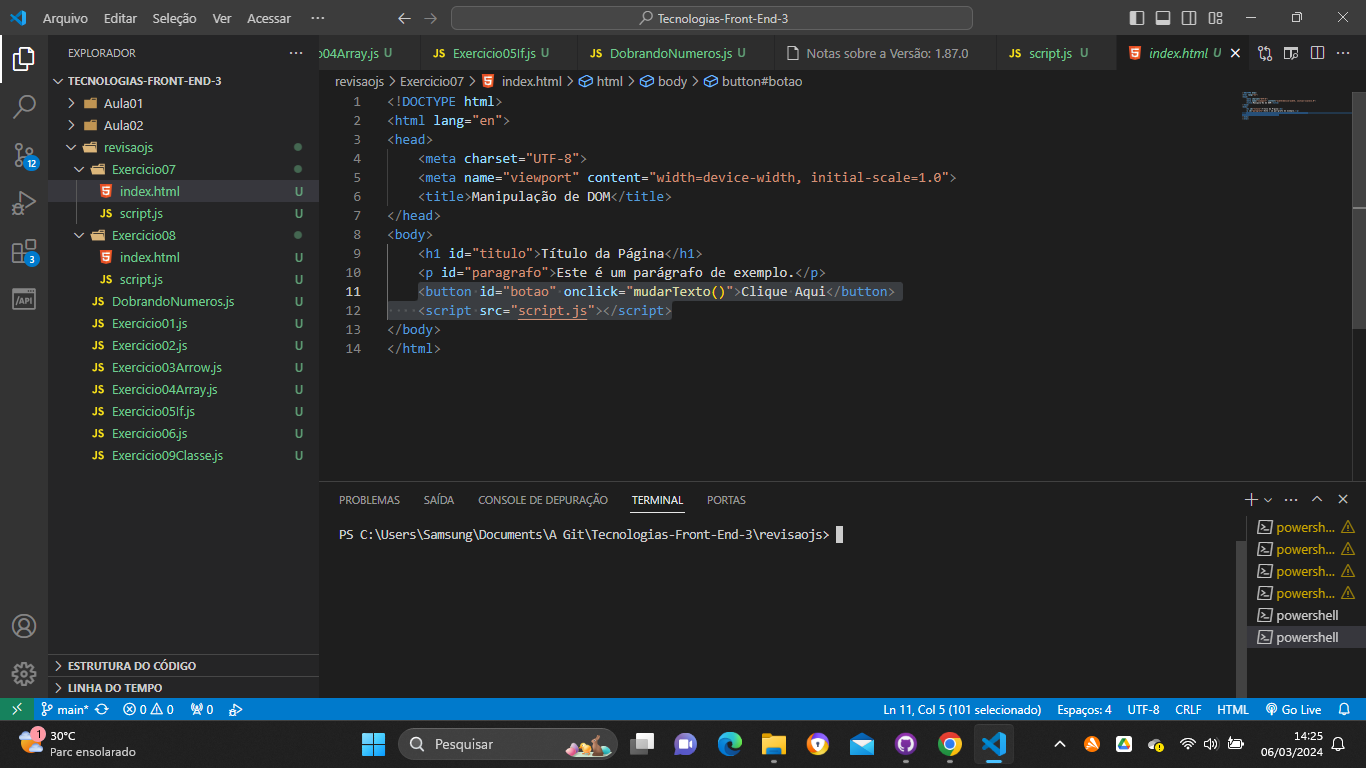 Arquivo Editar Seleção Ver Acessar ··· Tecnologias-Front-End-3
EXPLORADOR ···
o04Array.js U Exercicio05If.js U DobrandoNumeros.js U Notas sobre a Versão: 1.87.0 script.js U index.html U
TECNOLOGIAS-FRONT-END-3
Aula01
Aula02
revisaojs
Exercicio07
index.html U
script.js U
Exercicio08
index.html U
script.js U
DobrandoNumeros.js U
Exercicio01.js U
Exercicio02.js U
Exercicio03Arrow.js U
Exercicio04Array.js U
Exercicio05If.js U
Exercicio06.js U
Exercicio09Classe.js U
ESTRUTURA DO CÓDIGO
LINHA DO TEMPO
12
3
/API
revisaojs > Exercicio07 > index.html > html > body > button#botao
1 <!DOCTYPE html>
2 <html lang="en">
3 <head>
4 <meta charset="UTF-8">
5 <meta name="viewport" content="width=device-width, initial-scale=1.0">
6 <title>Manipulação de DOM</title>
7 </head>
8 <body>
9 <h1 id="titulo">Título da Página</h1>
10 <p id="paragrafo">Este é um parágrafo de exemplo.</p>
11 <button id="botao" onclick="mudarTexto()">Clique Aqui</button>
12 <script src="script.js"></script>
13 </body>
14 </html>
PROBLEMAS SAÍDA CONSOLE DE DEPURAÇÃO TERMINAL PORTAS
PS C:\Users\Samsung\Documents\A Git\Tecnologias-Front-End-3\revisaojs>
powersh...
powersh...
powersh...
powersh...
powershell
powershell
main* 0 0 0 Ln 11, Col 5 (101 selecionado) Espaços: 4 UTF-8 CRLF HTML Go Live
1 30°C
Parc ensolarado
Pesquisar
14:25
06/03/2024